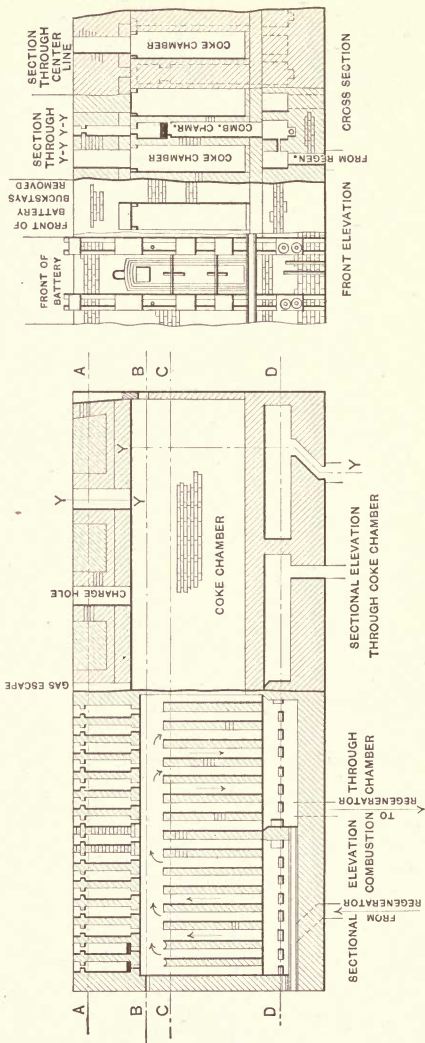 A
B
C
D
GAS ESCAPE
CHARGE HOLE
Y
Y
COKE CHAMBER
Y
A
B
C
D
SECTIONAL ELEVATION THROUGH
COMBUSTION CHAMBER
FROM
REGENERATOR
TO
REGENERATOR
SECTIONAL ELEVATION
THROUGH COKE CHAMBER
FRONT OF
BATTERY
FRONT OF
BATTERY
BUCKSTAYS
REMOVED
SECTION
THROUGH
Y-Y Y-Y
SECTION
THROUGH
CENTER
LINE
COKE CHAMBER
COMB. CHAMR.
COKE CHAMBER
FROM REGEN.
FRONT ELEVATION
CROSS SECTION